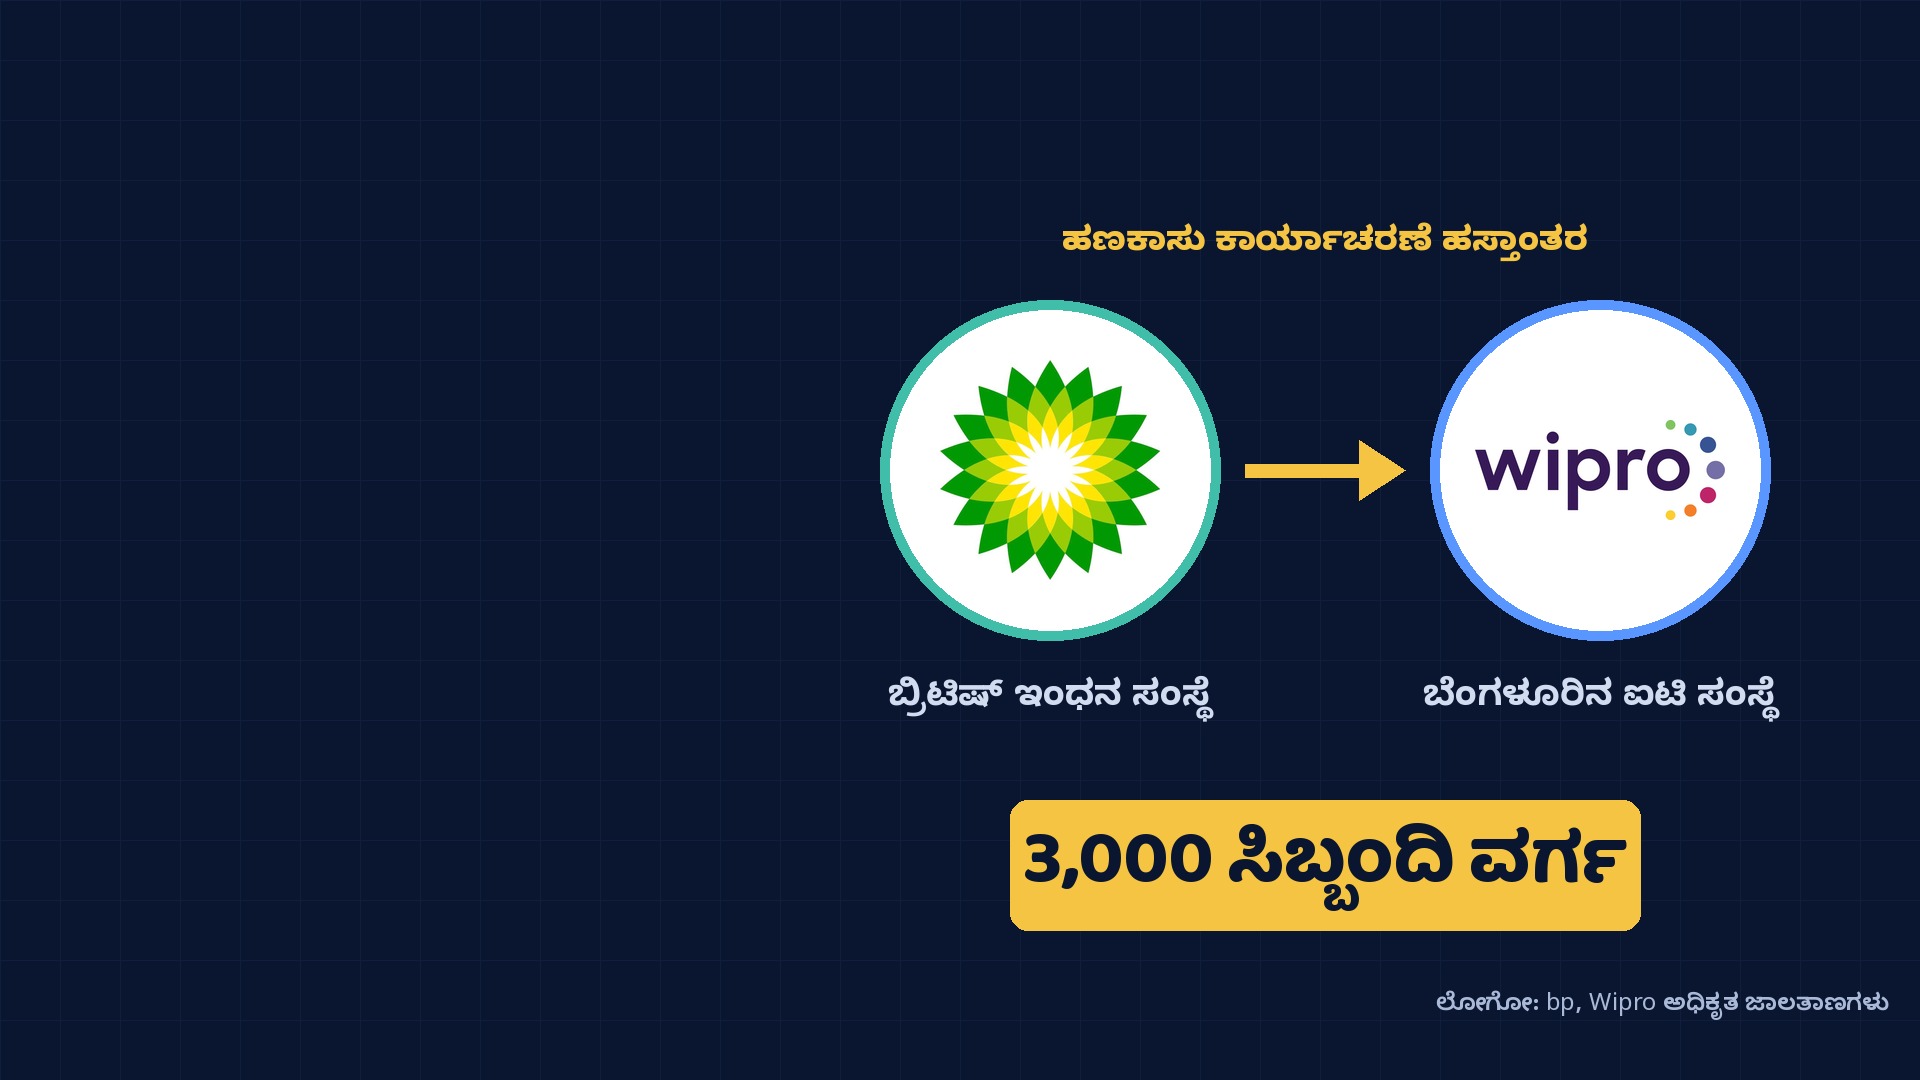 ಹಣಕಾಸು ಕಾರ್ಯಾಚರಣೆ ಹಸ್ತಾಂತರ
wipro
ಬ್ರಿಟಿಷ್ ಇಂಧನ ಸಂಸ್ಥೆ
ಬೆಂಗಳೂರಿನ ಐಟಿ ಸಂಸ್ಥೆ
3,000 ಸಿಬ್ಬಂದಿ ವರ್ಗ
ಲೋಗೋ: bp, Wipro ಅಧಿಕೃತ ಜಾಲತಾಣಗಳು